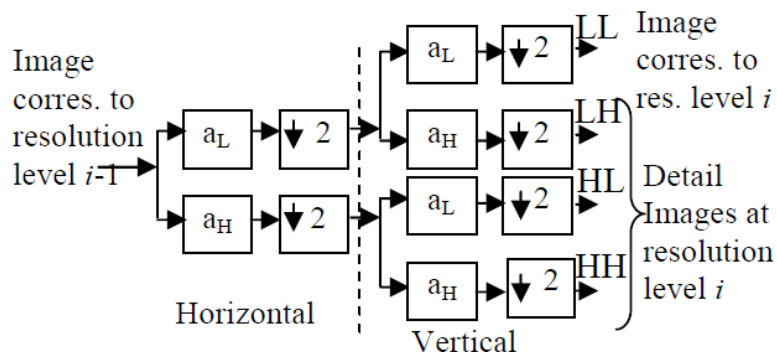 Image
corres. to
resolution
level i-1
a_L
↓ 2
a_H
↓ 2
Horizontal
a_L
↓ 2
LL
a_H
↓ 2
LH
a_L
↓ 2
HL
a_H
↓ 2
HH
Vertical
Image
corres. to
res. level i
Detail
Images at
resolution
level i